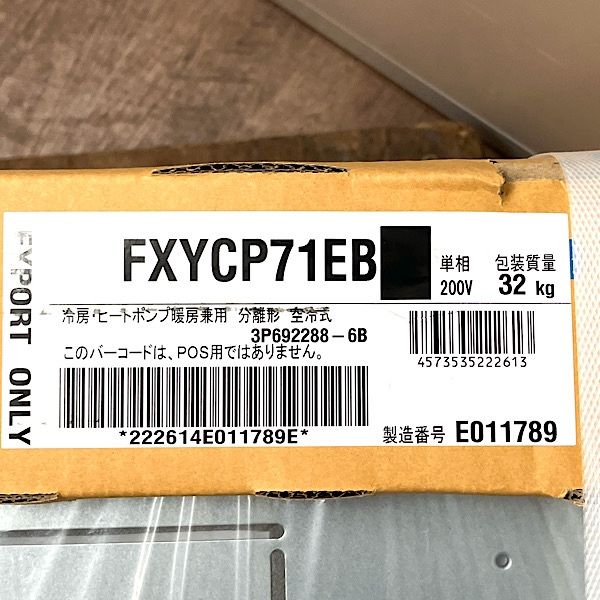 EXPORT ONLY
FXYCP71EB
単相
200V
包装質量
32 kg
冷房・ヒートポンプ暖房兼用 分離形 空冷式
3P692288-6B
このバーコードは、POS用ではありません。
4573535222613
*222614E011789E*
製造番号 E011789